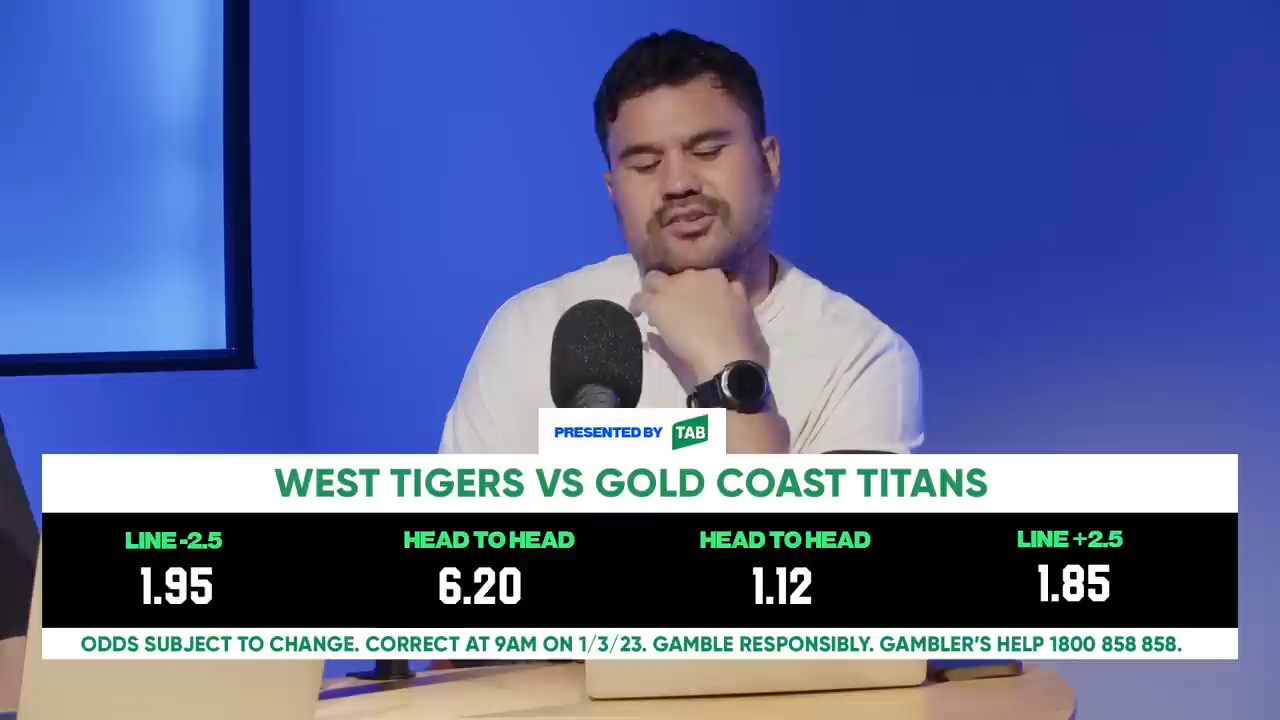 PRESENTED BY TAB
WEST TIGERS VS GOLD COAST TITANS
LINE -2.5 HEAD TO HEAD HEAD TO HEAD LINE +2.5
1.95 6.20 1.12 1.85
ODDS SUBJECT TO CHANGE. CORRECT AT 9AM ON 1/3/23. GAMBLE RESPONSIBLY. GAMBLER'S HELP 1800 858 858.